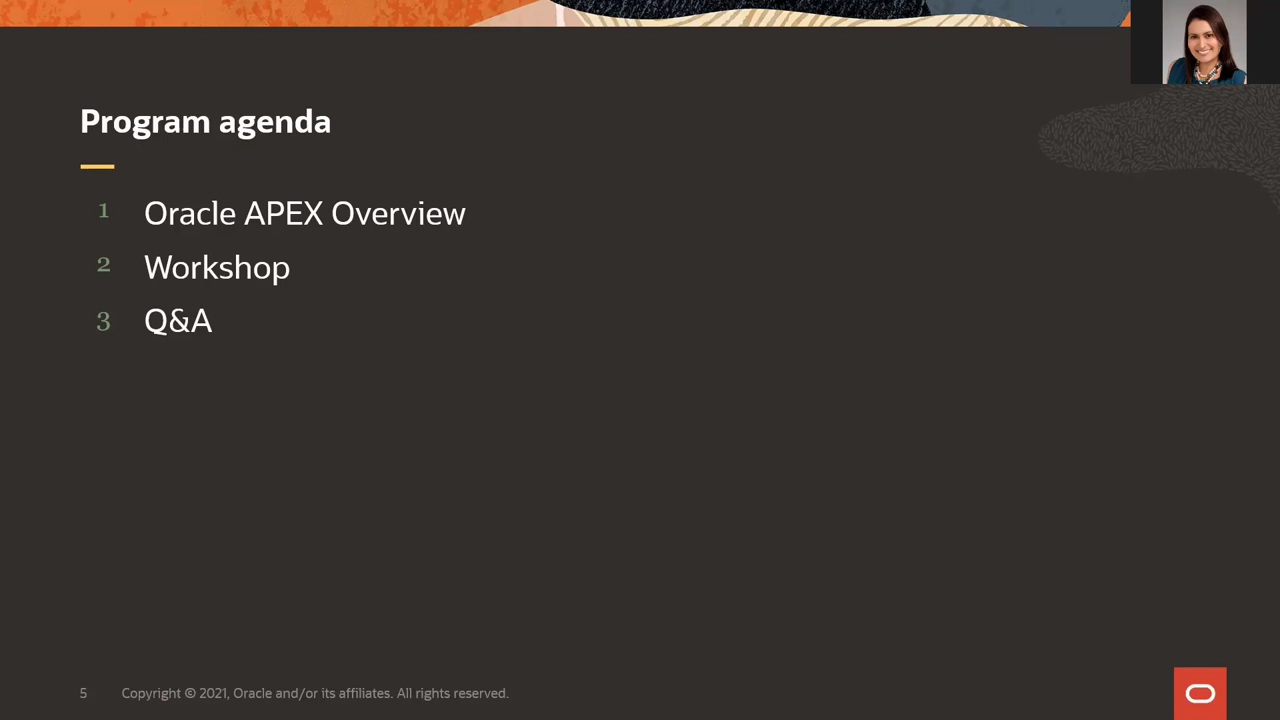 Program agenda
1 Oracle APEX Overview
2 Workshop
3 Q&A
5 Copyright © 2021, Oracle and/or its affiliates. All rights reserved.